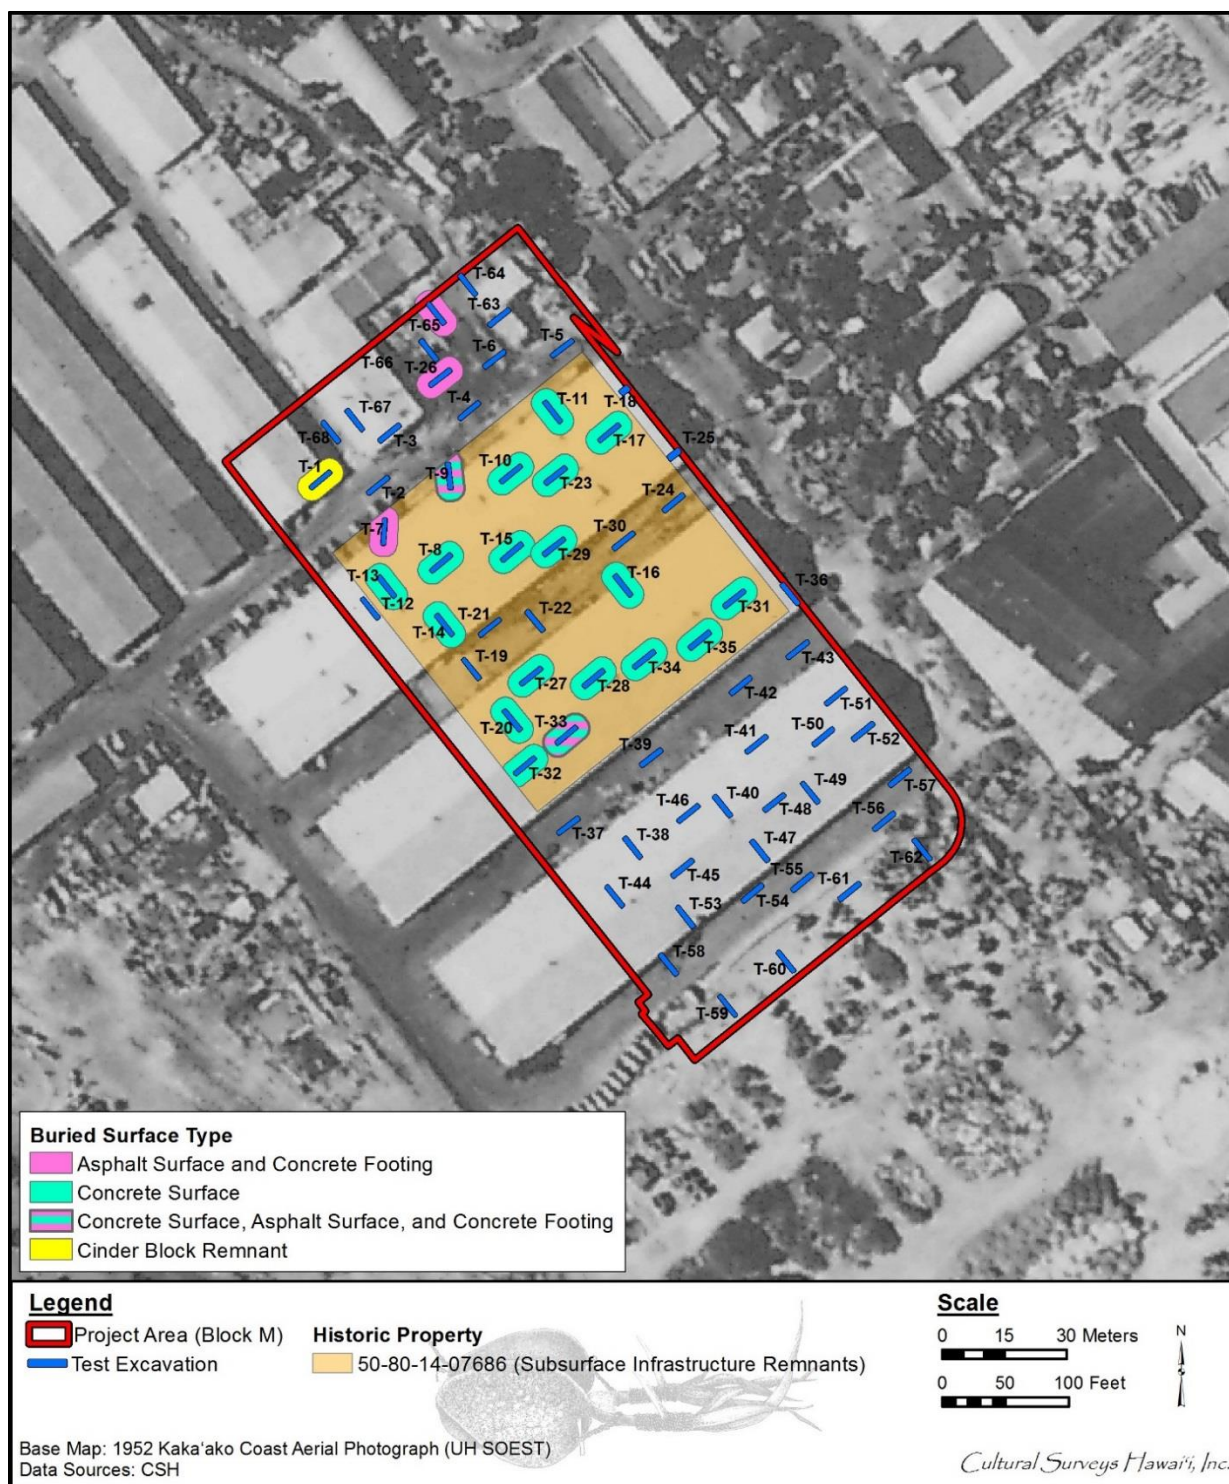 T-64
T-63
T-65
T-5
T-66
T-6
T-26
T-4
T-11
T-18
T-67
T-17
T-68
T-3
T-25
T-1
T-9
T-10
T-23
T-2
T-24
T-7
T-30
T-8
T-15
T-29
T-13
T-16
T-36
T-12
T-21
T-22
T-31
T-14
T-35
T-43
T-19
T-34
T-27
T-28
T-42
T-51
T-20
T-33
T-41
T-50
T-52
T-39
T-32
T-57
T-46
T-40
T-49
T-48
T-56
T-37
T-38
T-47
T-62
T-45
T-55
T-61
T-44
T-54
T-53
T-58
T-60
T-59
Buried Surface Type
Asphalt Surface and Concrete Footing
Concrete Surface
Concrete Surface, Asphalt Surface, and Concrete Footing
Cinder Block Remnant
Legend
Project Area (Block M)
Test Excavation
Historic Property
50-80-14-07686 (Subsurface Infrastructure Remnants)
Scale
0 15 30 Meters
0 50 100 Feet
N
Base Map: 1952 Kaka‘ako Coast Aerial Photograph (UH SOEST)
Data Sources: CSH
Cultural Surveys Hawai‘i, Inc.